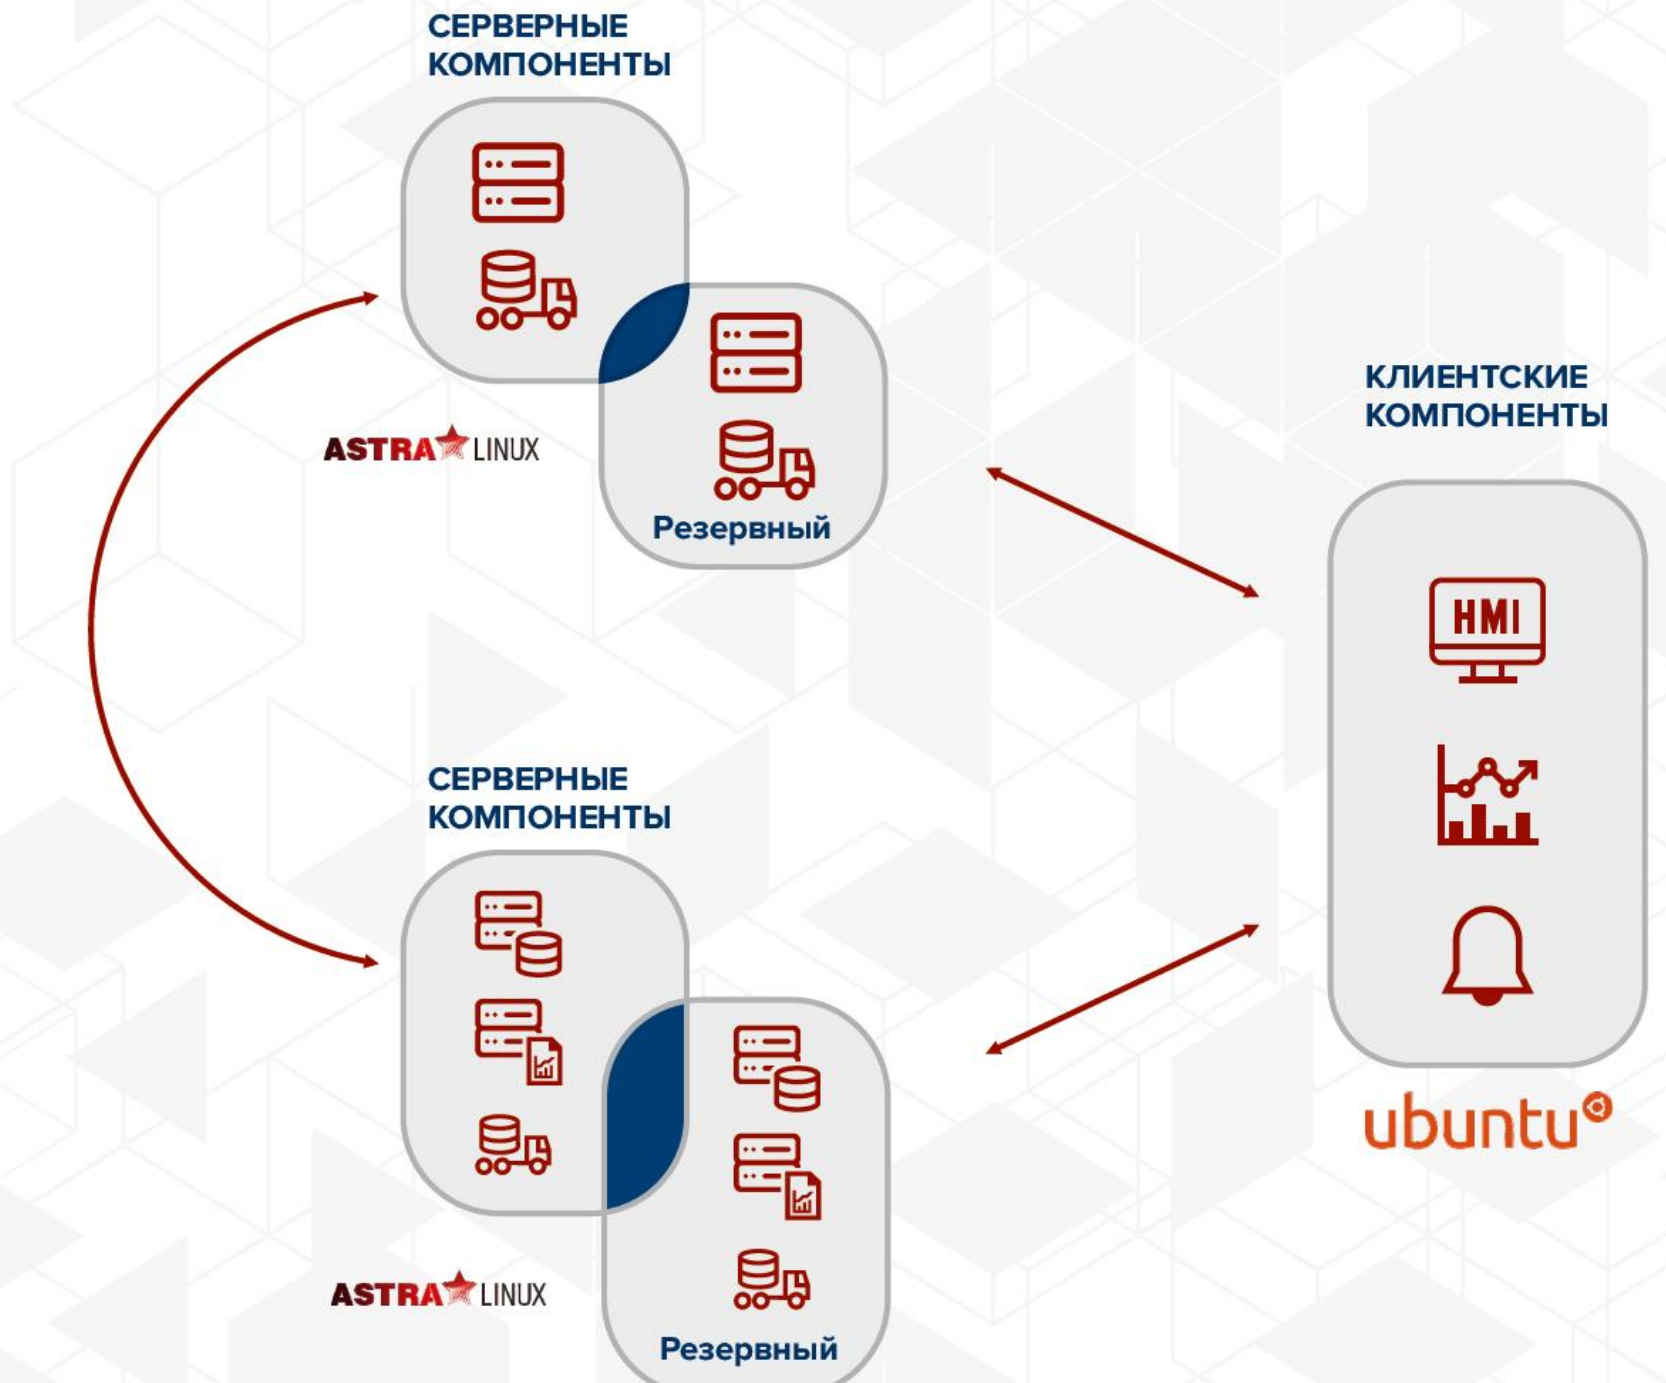 СЕРВЕРНЫЕ
КОМПОНЕНТЫ
ASTRA LINUX
Резервный
КЛИЕНТСКИЕ
КОМПОНЕНТЫ
HMI
СЕРВЕРНЫЕ
КОМПОНЕНТЫ
ubuntu
ASTRA LINUX
Резервный